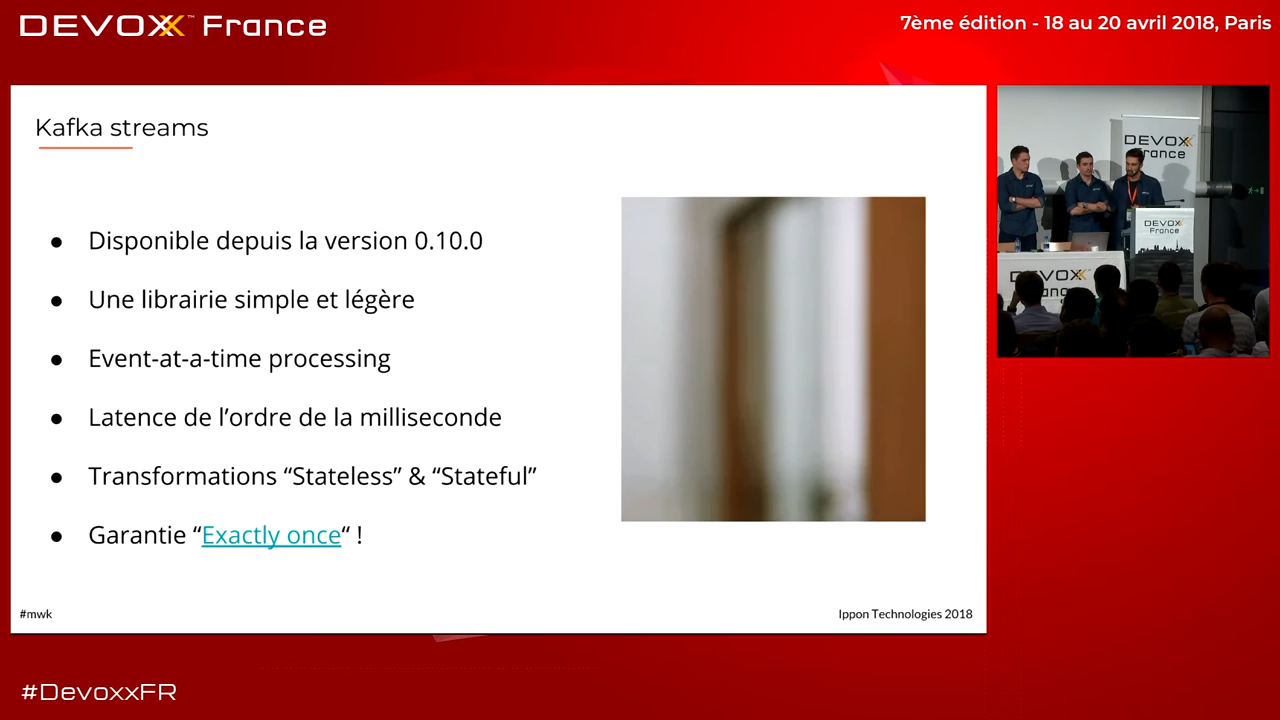 DEVOXX™ France
7ème édition - 18 au 20 avril 2018, Paris
Kafka streams
● Disponible depuis la version 0.10.0
● Une librairie simple et légère
● Event-at-a-time processing
● Latence de l’ordre de la milliseconde
● Transformations “Stateless” & “Stateful”
● Garantie “Exactly once“ !
#mwk
Ippon Technologies 2018
DEVOXX
France
DEVOXX
France
DEVOXX
#DevoxxFR